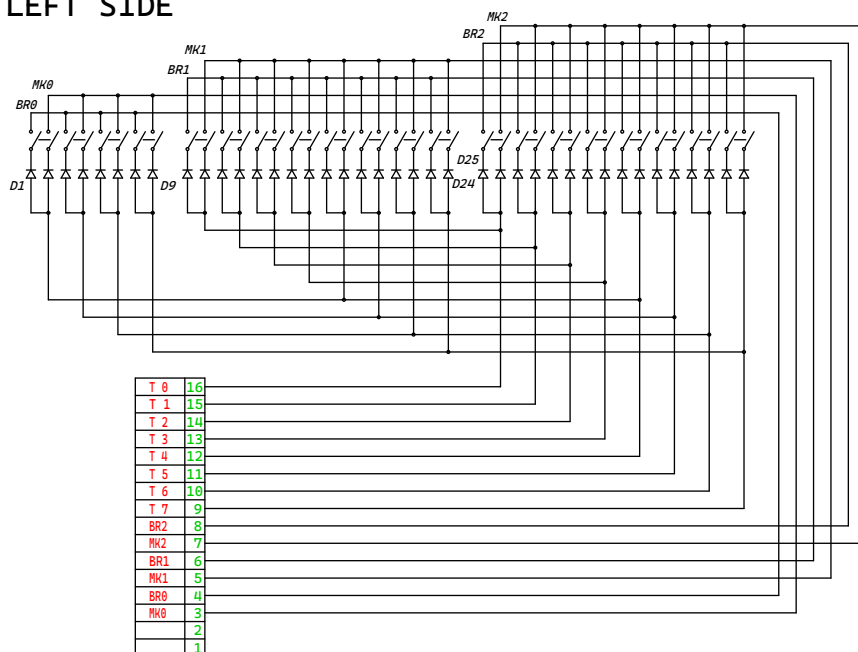 LEFT SIDE
MK2
BR2
MK1
BR1
MK0
BR0
D25
D1
D9
D24
T 0 16
T 1 15
T 2 14
T 3 13
T 4 12
T 5 11
T 6 10
T 7 9
BR2 8
MK2 7
BR1 6
MK1 5
BR0 4
MK0 3
2
1